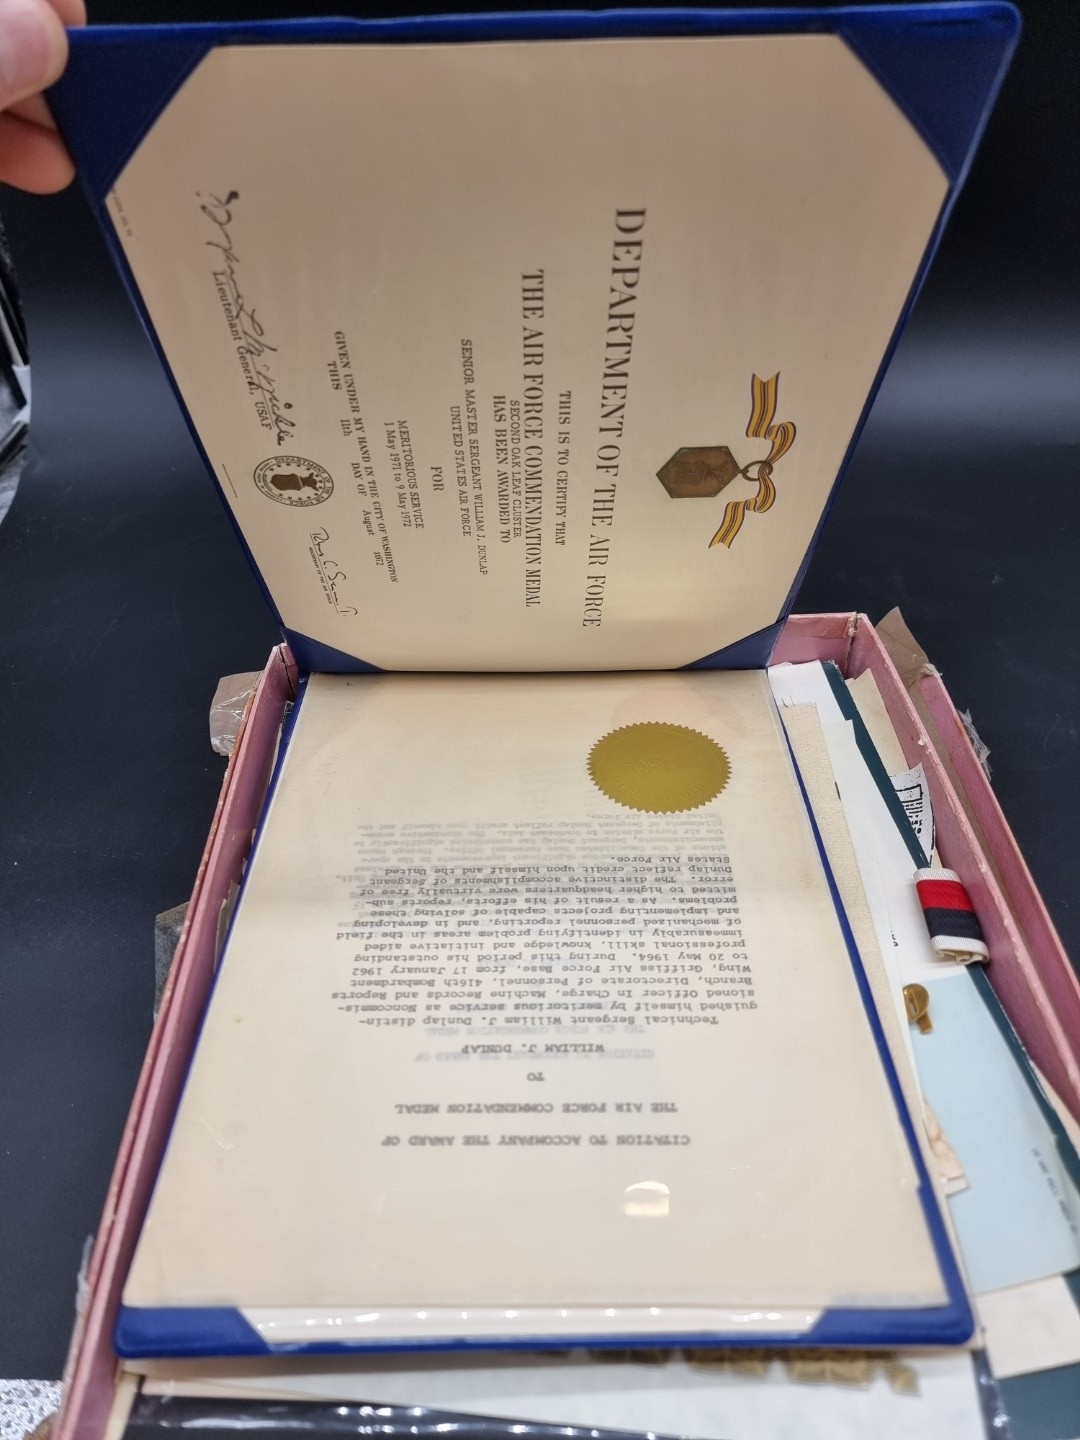 DEPARTMENT OF THE AIR FORCE
THIS IS TO CERTIFY THAT
THE AIR FORCE COMMENDATION MEDAL
SECOND OAK LEAF CLUSTER
HAS BEEN AWARDED TO
SENIOR MASTER SERGEANT WILLIAM J. DUNLAP
UNITED STATES AIR FORCE
FOR
MERITORIOUS SERVICE
1 May 1971 to 9 May 1972
GIVEN UNDER MY HAND IN THE CITY OF WASHINGTON
THIS 11th DAY OF August 1972
Lieutenant General, USAF
SECRETARY OF THE AIR FORCE
CITATION TO ACCOMPANY THE AWARD OF
THE AIR FORCE COMMENDATION MEDAL
TO
WILLIAM J. DUNLAP
Technical Sergeant William J. Dunlap distin-
guished himself by meritorious service as Noncommis-
sioned Officer In Charge, Machine Records and Reports
Branch, Directorate of Personnel, 416th Bombardment
Wing, Griffiss Air Force Base, from 17 January 1962
to 20 May 1964. During this period his outstanding
professional skill, knowledge and initiative aided
immeasurably in identifying problem areas in the field
of mechanized personnel reporting, and in developing
and implementing projects capable of solving these
problems. As a result of his efforts, reports sub-
mitted to higher headquarters were virtually free of
error. The distinctive accomplishments of Sergeant
Dunlap reflect credit upon himself and the United
States Air Force.